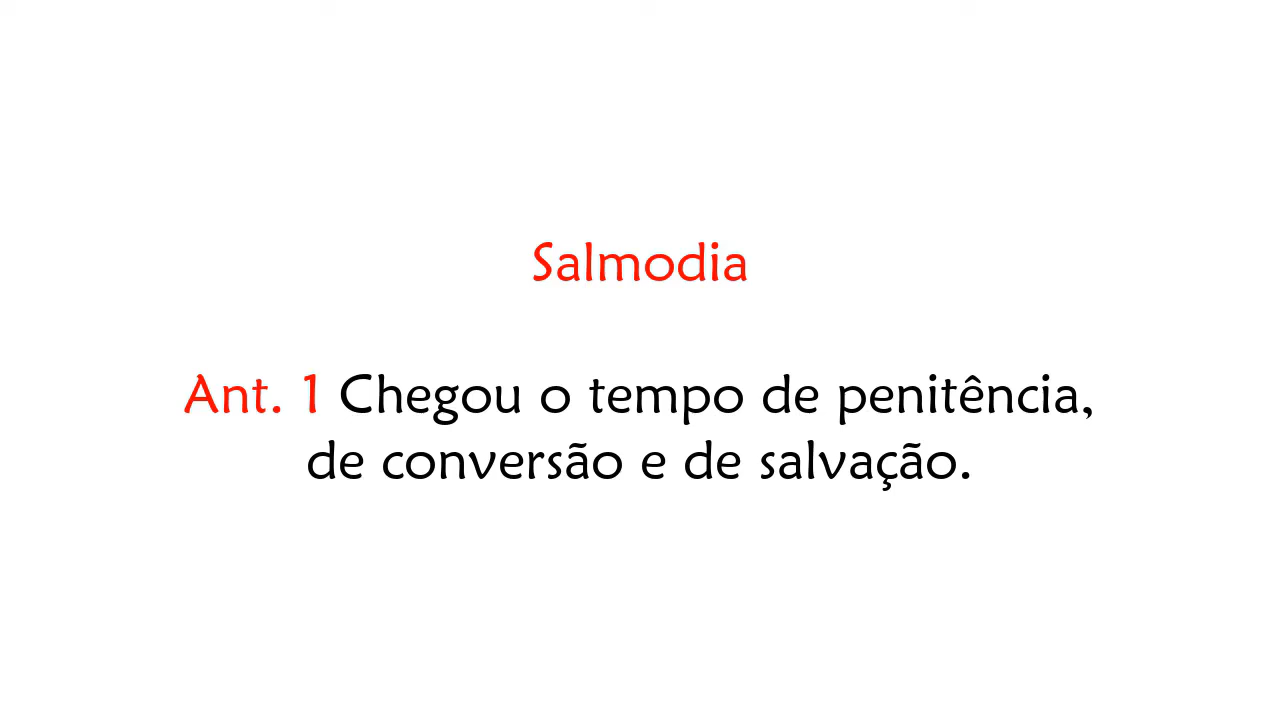 Salmodia
Ant. 1 Chegou o tempo de penitência,
de conversão e de salvação.